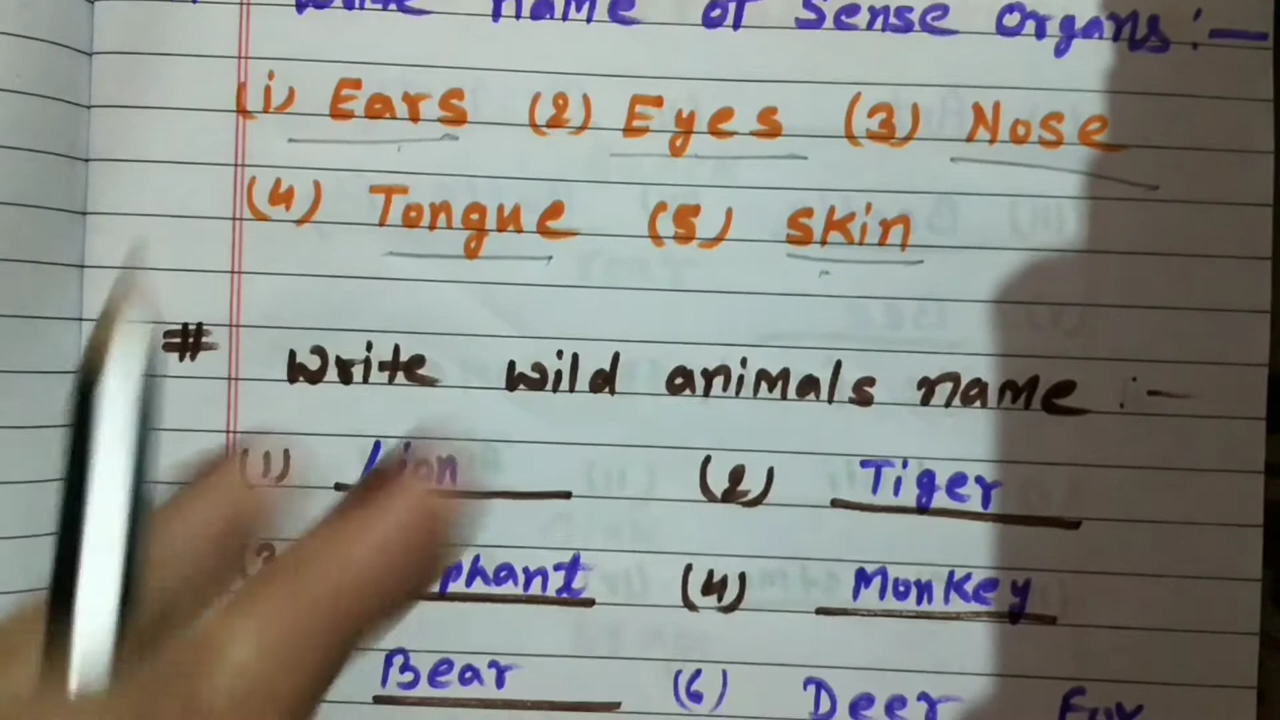 name of Sense Organs :-
(i) Ears (2) Eyes (3) Nose
(4) Tongue (5) Skin
# Write wild animals name :-
(1) Lion (2) Tiger
phant (4) Monkey
Bear (6) Deer